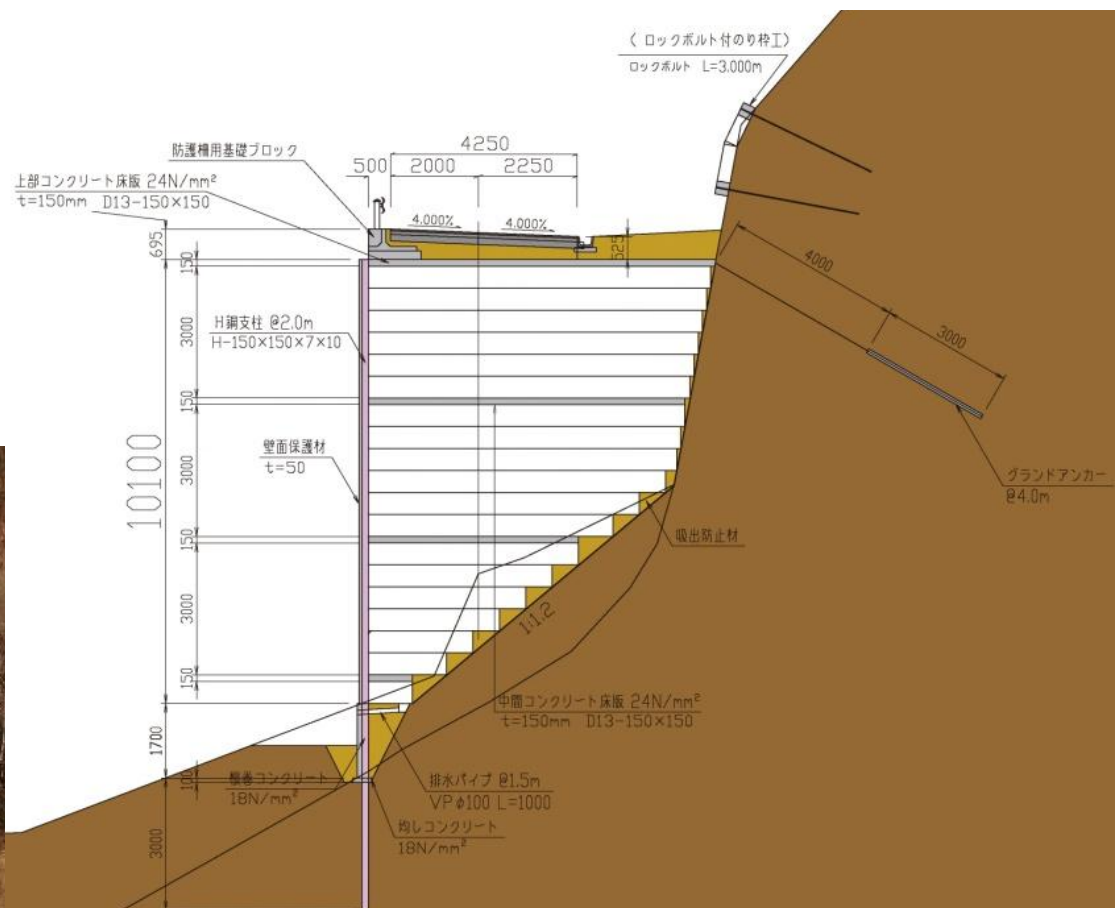 ( ロックボルト付のり枠工)
ロックボルト L=3.000m
防護柵用基礎ブロック
上部コンクリート床版 24N/mm²
t=150mm D13-150×150
4250
500
2000
2250
4.000%
4.000%
695
150
625
4000
3000
H鋼支柱 @2.0m
H-150×150×7×10
3000
150
壁面保護材
t=50
グランドアンカー
@4.0m
10100
3000
150
吸出防止材
1:1.2
3000
150
中間コンクリート床版 24N/mm²
t=150mm D13-150×150
1700
100
根巻コンクリート
18N/mm²
排水パイプ @1.5m
VPφ100 L=1000
均しコンクリート
18N/mm²
3000